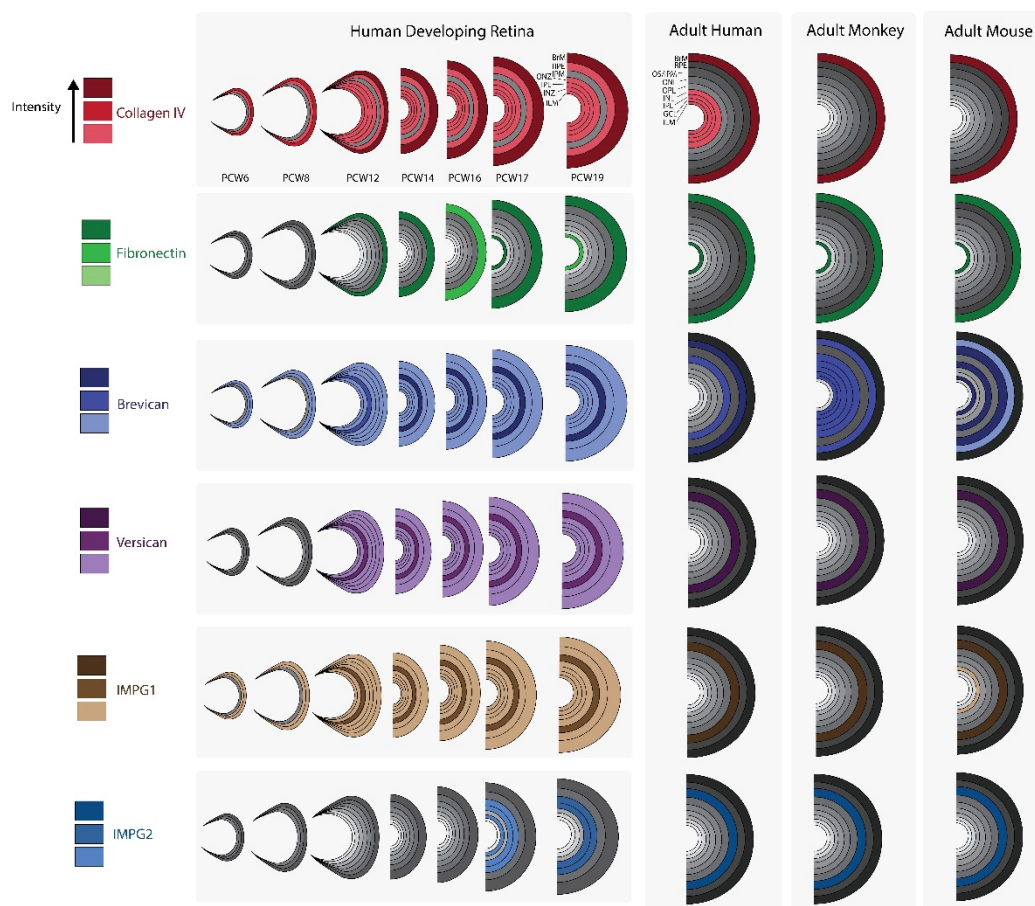 Human Developing Retina
Adult Human
Adult Monkey
Adult Mouse
Intensity
Collagen IV
BrM
RPE
IPM
ONZ
IPL
INZ
ILM
BrM
RPE
OS/IPM
ONL
OPL
INL
IPL
GCL
ILM
PCW6
PCW8
PCW12
PCW14
PCW16
PCW17
PCW19
Fibronectin
Brevican
Versican
IMPG1
IMPG2